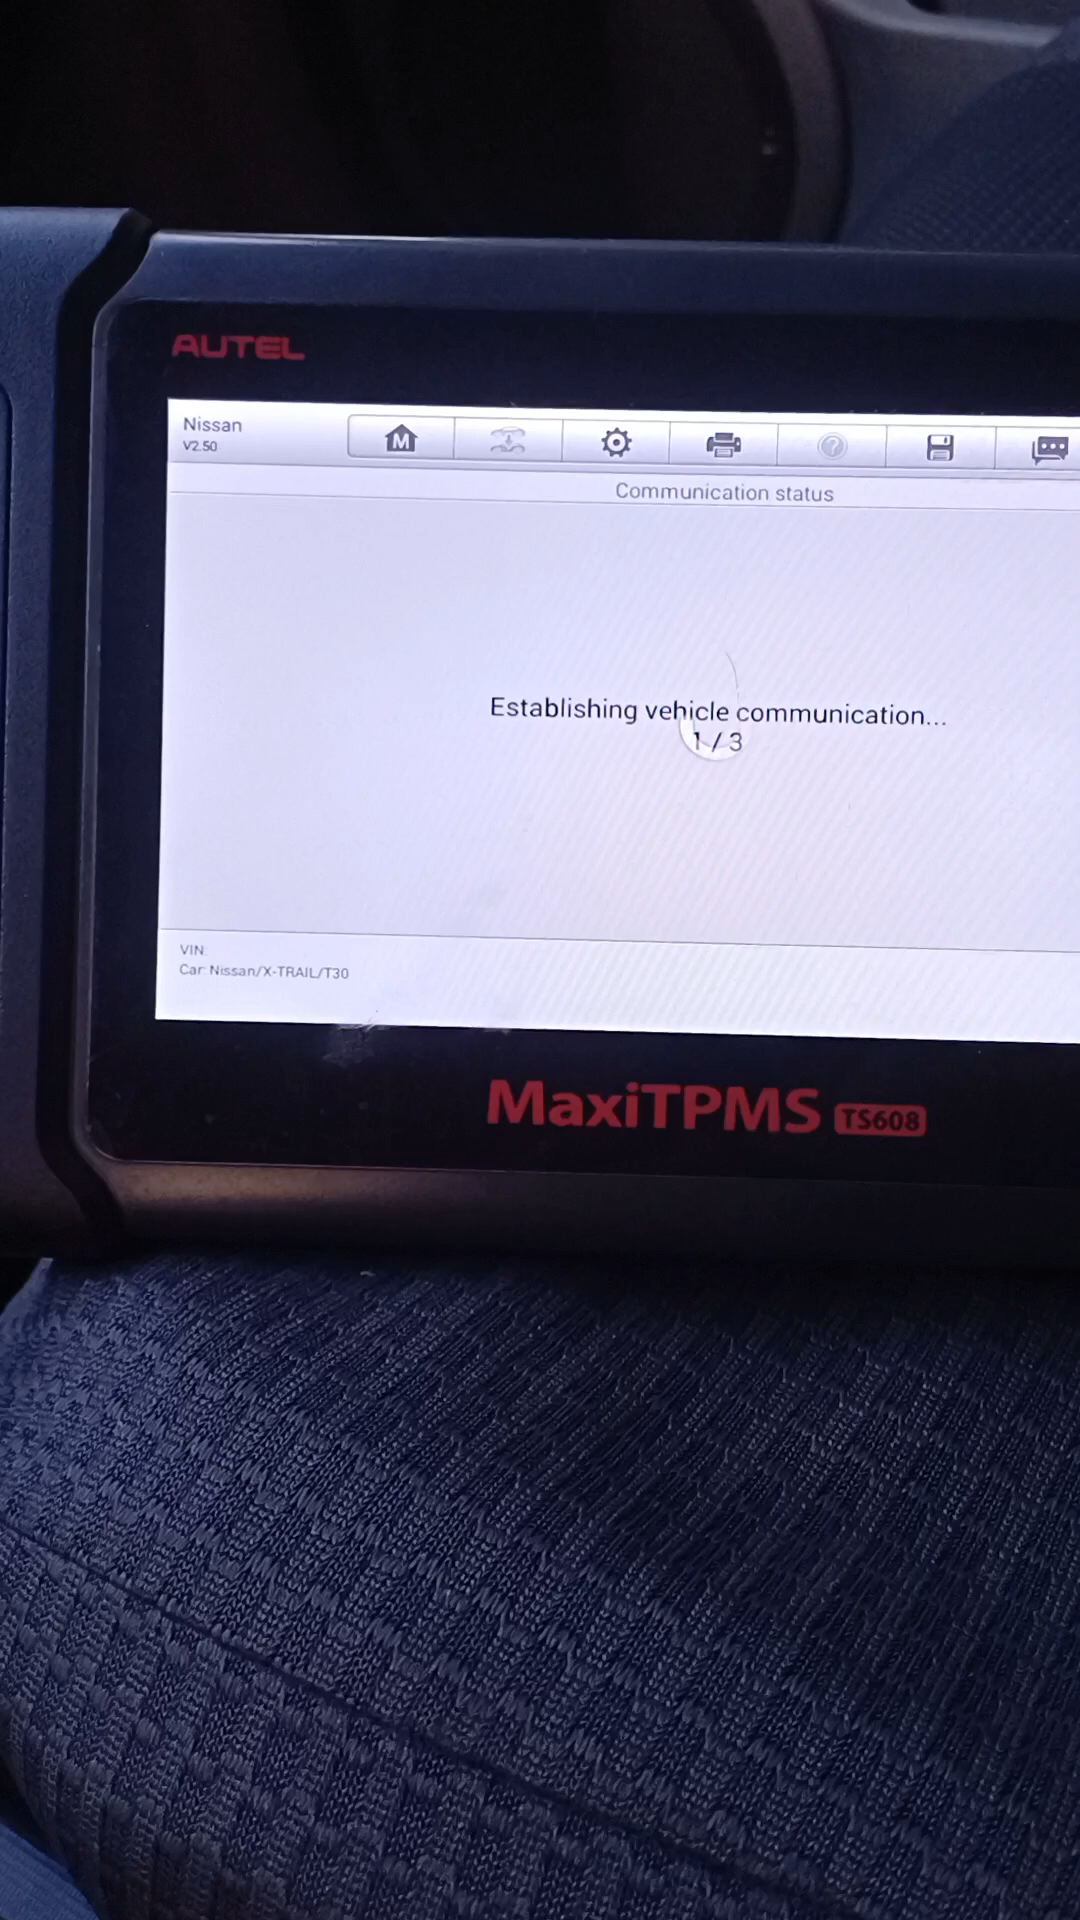 AUTEL
Nissan
V2.50
M
?
Communication status
Establishing vehicle communication...
1 / 3
VIN:
Car: Nissan/X-TRAIL/T30
MaxiTPMS TS608